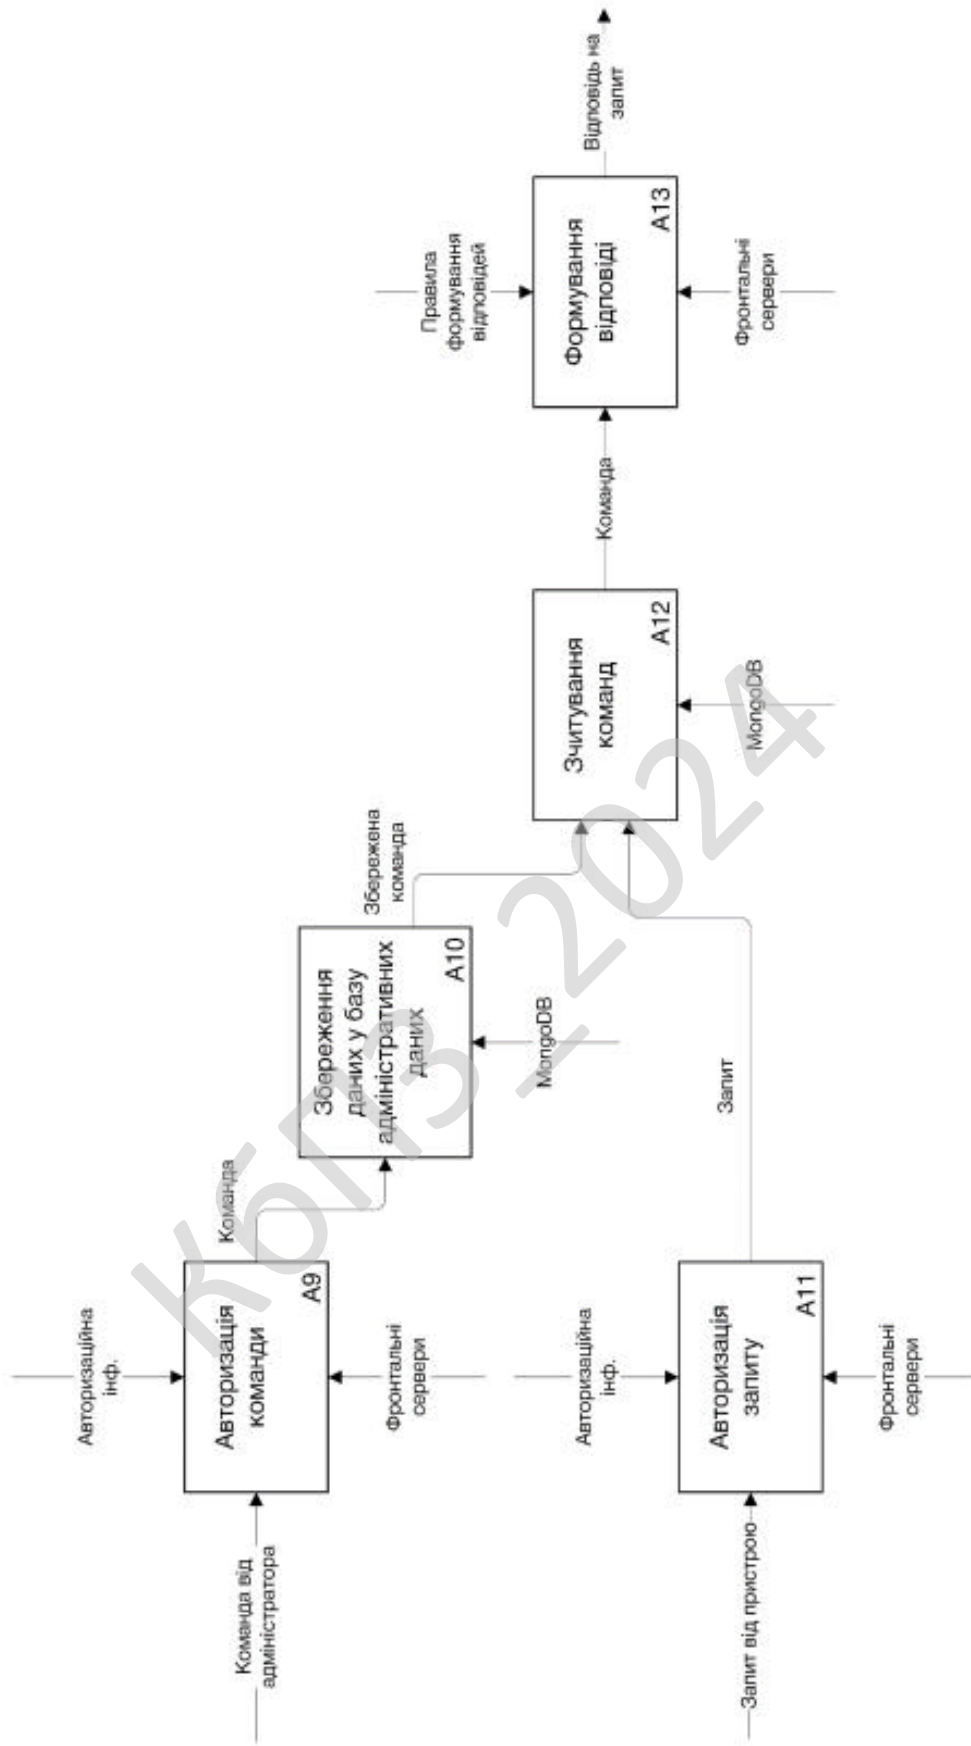 Авторизаційна
інф.
Команда від
адміністратора
Авторизація
команди
A9
Фронтальні
сервери
Команда
Збереження
даних у базу
адміністративних
даних
A10
MongoDB
Збережена
команда
Авторизаційна
інф.
Запит від пристрою
Авторизація
запиту
A11
Фронтальні
сервери
Запит
Зчитування
команд
A12
MongoDB
Команда
Правила
формування
відповідей
Формування
відповіді
A13
Фронтальні
сервери
Відповідь на
запит
КбПЗ_2024